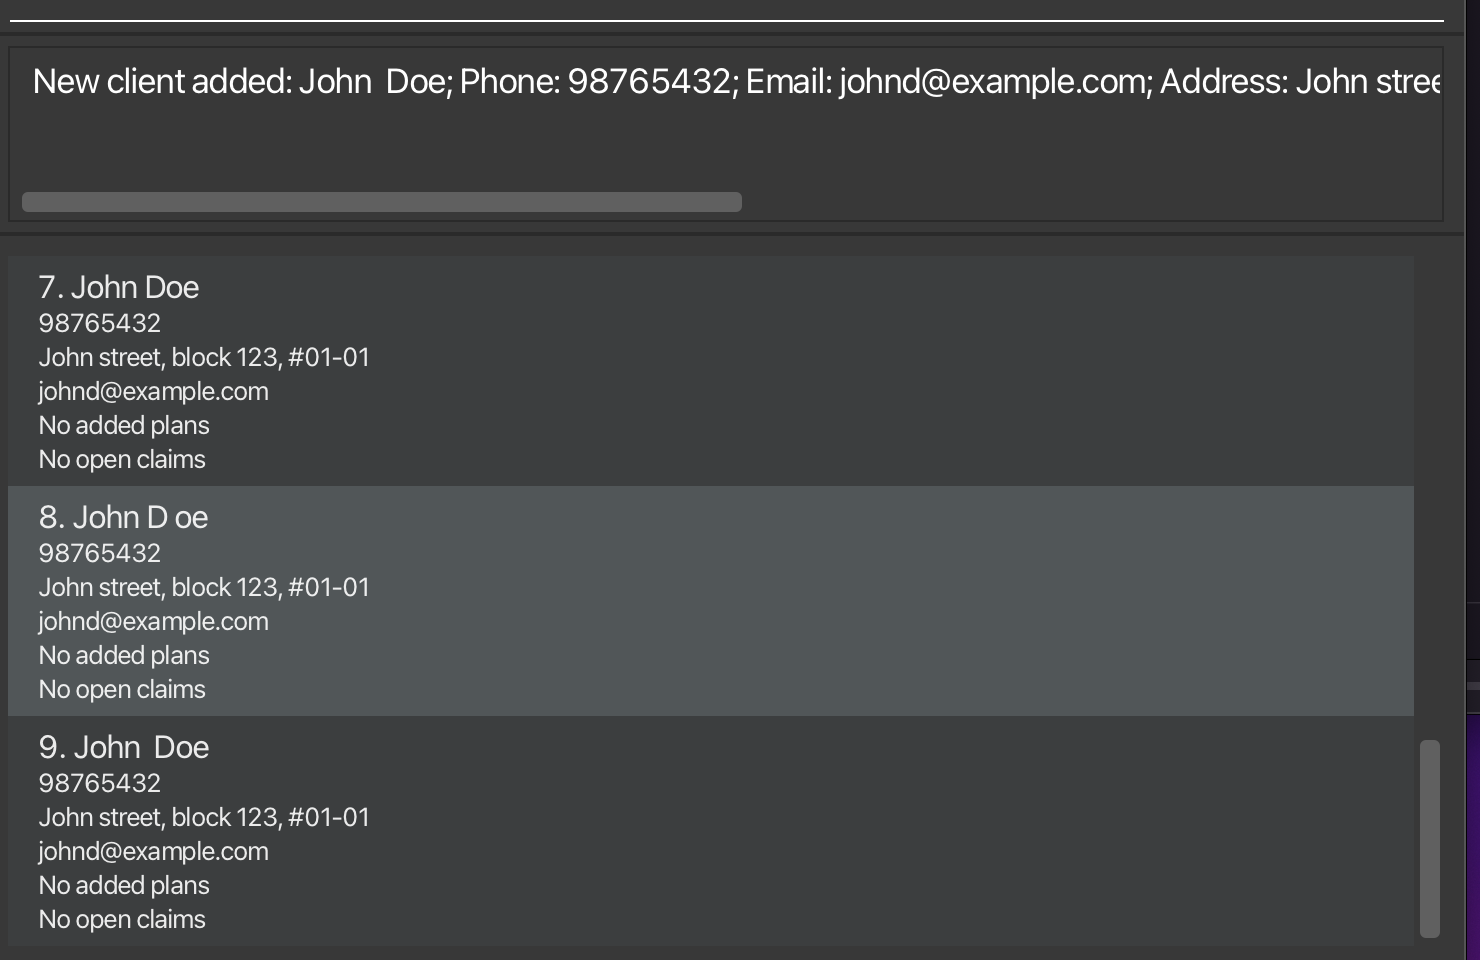 New client added: John  Doe; Phone: 98765432; Email: johnd@example.com; Address: John stree
7. John Doe
98765432
John street, block 123, #01-01
johnd@example.com
No added plans
No open claims
8. John D oe
98765432
John street, block 123, #01-01
johnd@example.com
No added plans
No open claims
9. John  Doe
98765432
John street, block 123, #01-01
johnd@example.com
No added plans
No open claims